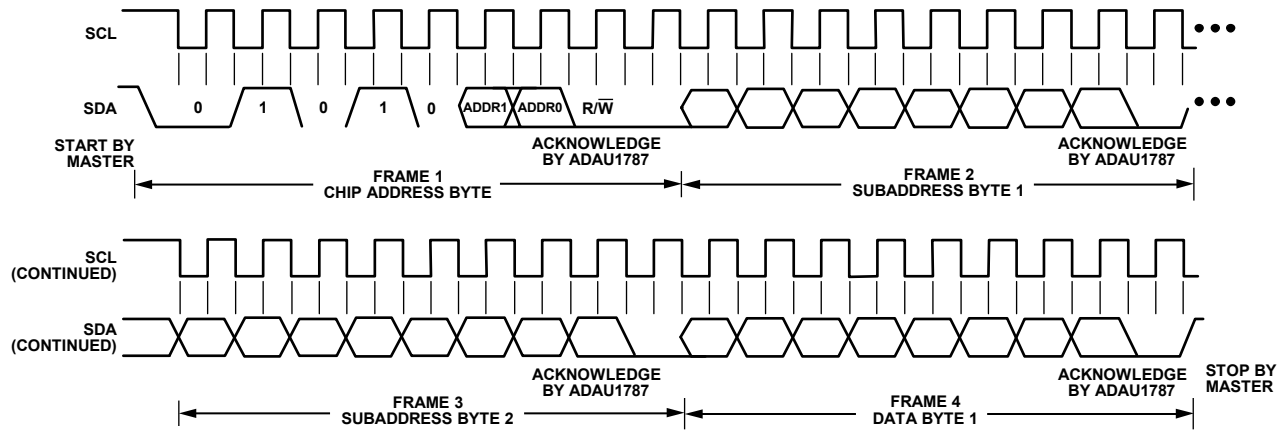 SCL
SDA
0 1 0 1 0 ADDR1 ADDR0 R/W̅
START BY
MASTER
ACKNOWLEDGE
BY ADAU1787
ACKNOWLEDGE
BY ADAU1787
FRAME 1
CHIP ADDRESS BYTE
FRAME 2
SUBADDRESS BYTE 1
SCL
(CONTINUED)
SDA
(CONTINUED)
ACKNOWLEDGE
BY ADAU1787
ACKNOWLEDGE
BY ADAU1787
STOP BY
MASTER
FRAME 3
SUBADDRESS BYTE 2
FRAME 4
DATA BYTE 1